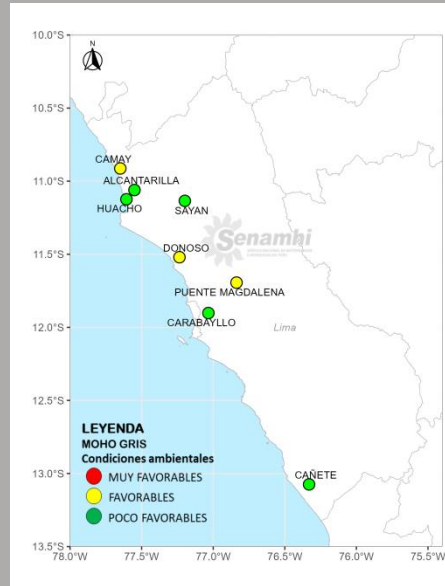 N
10.0°S
10.5°S
11.0°S
11.5°S
12.0°S
12.5°S
13.0°S
13.5°S
CAMAY
ALCANTARILLA
HUACHO
SAYAN
Senamhi
DONOSO
PUENTE MAGDALENA
CARABAYLLO
Lima
CAÑETE
LEYENDA
MOHO GRIS
Condiciones ambientales
MUY FAVORABLES
FAVORABLES
POCO FAVORABLES
78.0°W 77.5°W 77.0°W 76.5°W 76.0°W 75.5°W